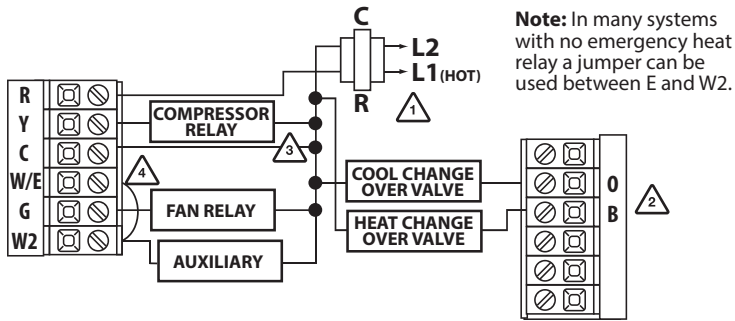 C
L2
L1 (HOT)
R
1
Note: In many systems
with no emergency heat
relay a jumper can be
used between E and W2.
R
Y
C
W/E
G
W2
COMPRESSOR
RELAY
3
4
FAN RELAY
AUXILIARY
COOL CHANGE
OVER VALVE
HEAT CHANGE
OVER VALVE
O
B
2